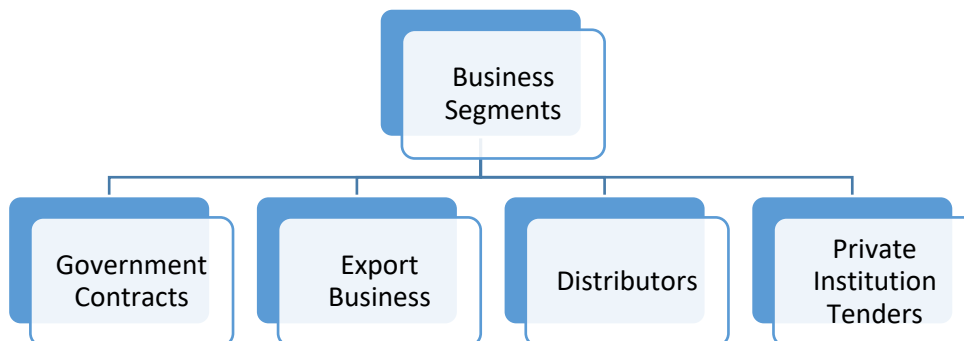 Business
Segments
Government
Contracts
Export
Business
Distributors
Private
Institution
Tenders